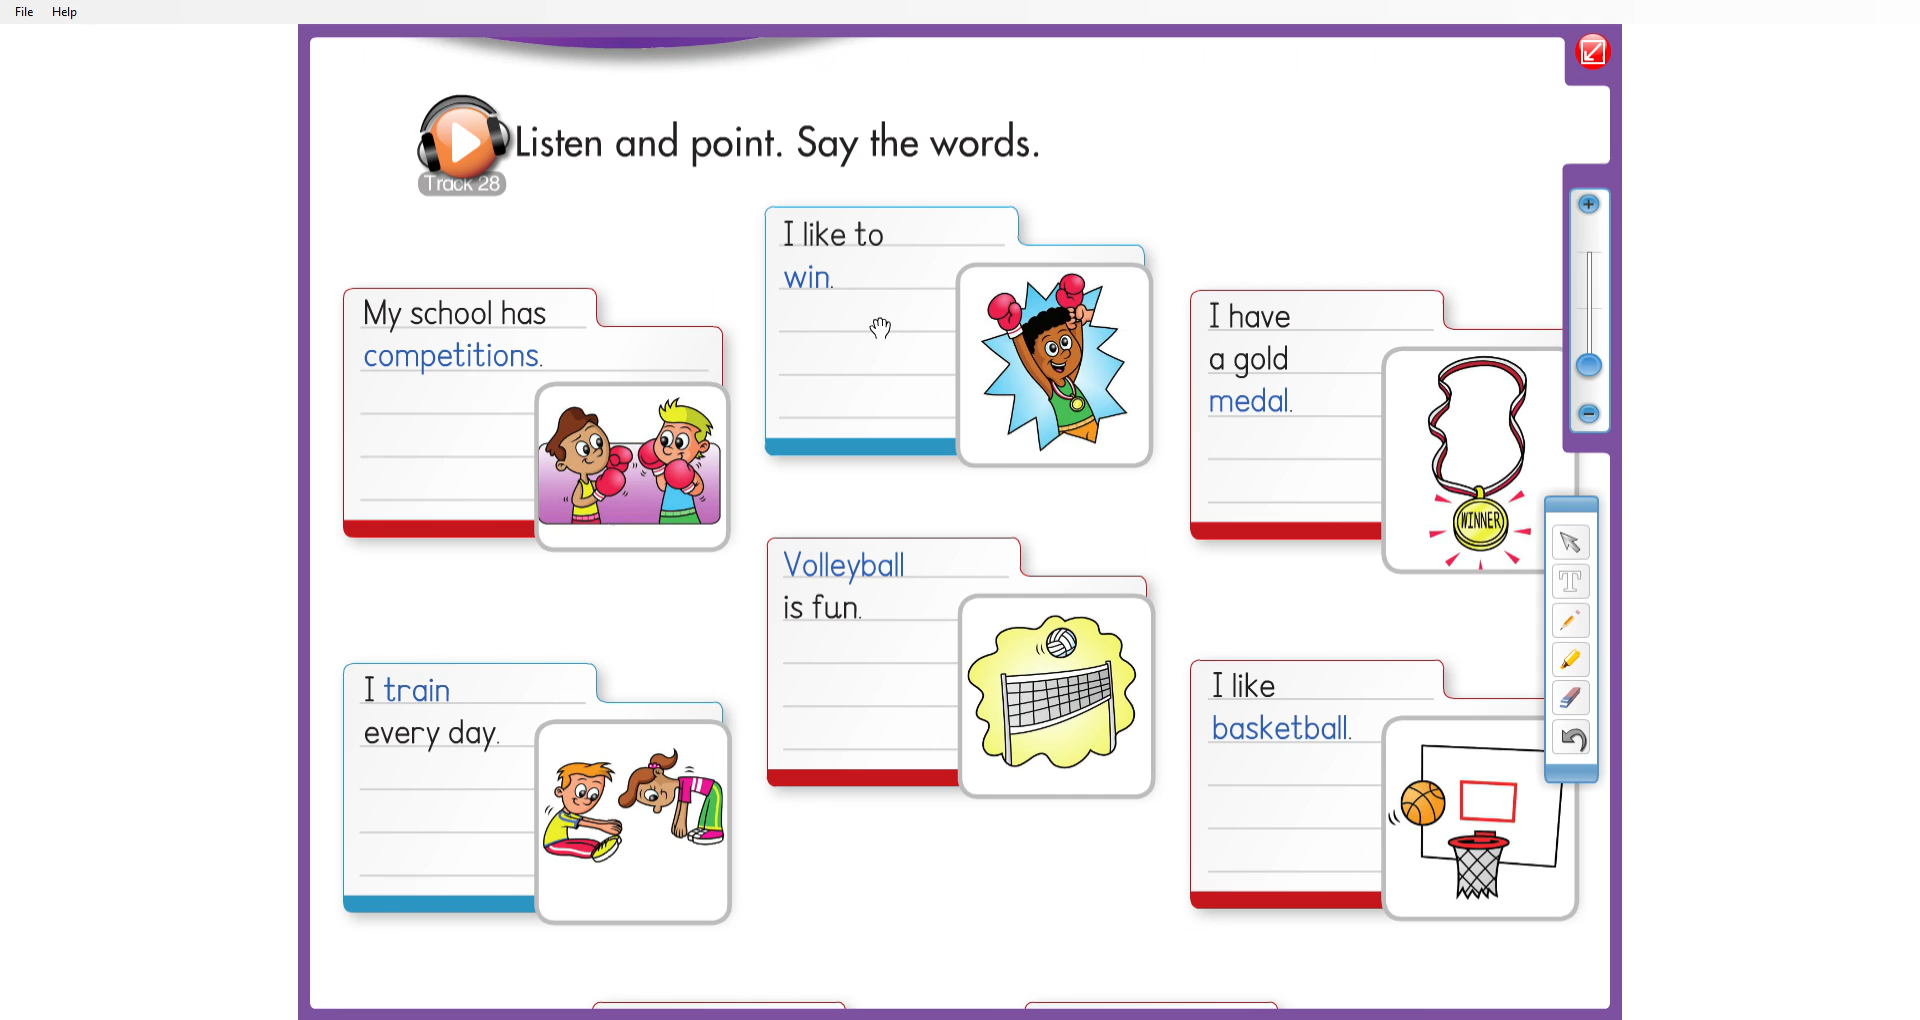 File Help
Listen and point. Say the words.
Track 28
My school has
competitions.
I like to
win.
I have
a gold
medal.
WINNER
I train
every day.
Volleyball
is fun.
I like
basketball.
T